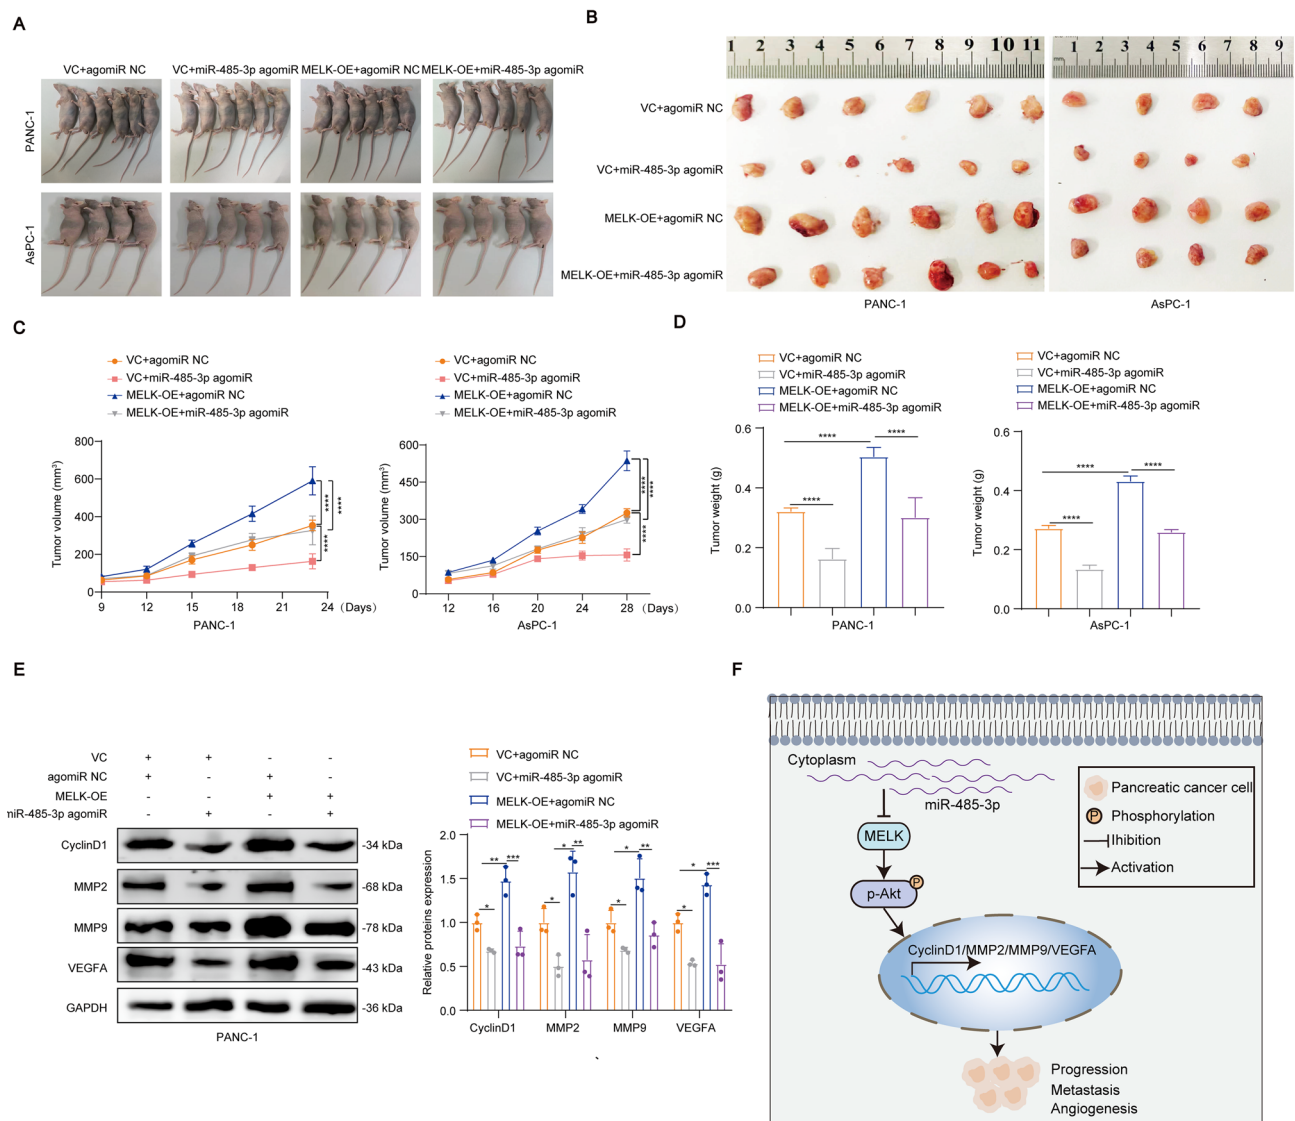 A
VC+agomiR NC
VC+miR-485-3p agomiR
MELK-OE+agomiR NC
MELK-OE+miR-485-3p agomiR
PANC-1
AsPC-1
B
1 2 3 4 5 6 7 8 9 10 11
1 2 3 4 5 6 7 8 9
VC+agomiR NC
VC+miR-485-3p agomiR
MELK-OE+agomiR NC
MELK-OE+miR-485-3p agomiR
PANC-1
AsPC-1
C
VC+agomiR NC
VC+miR-485-3p agomiR
MELK-OE+agomiR NC
MELK-OE+miR-485-3p agomiR
Tumor volume (mm³)
800
600
400
200
0
9 12 15 18 21 24 (Days)
****
****
****
PANC-1
VC+agomiR NC
VC+miR-485-3p agomiR
MELK-OE+agomiR NC
MELK-OE+miR-485-3p agomiR
Tumor volume (mm³)
600
450
300
150
0
12 16 20 24 28 (Days)
****
****
****
AsPC-1
D
VC+agomiR NC
VC+miR-485-3p agomiR
MELK-OE+agomiR NC
MELK-OE+miR-485-3p agomiR
Tumor weight (g)
0.6
0.4
0.2
0.0
****
****
****
PANC-1
VC+agomiR NC
VC+miR-485-3p agomiR
MELK-OE+agomiR NC
MELK-OE+miR-485-3p agomiR
Tumor weight (g)
0.6
0.4
0.2
0.0
****
****
****
AsPC-1
E
VC + + - -
agomiR NC + - + -
MELK-OE - - + +
miR-485-3p agomiR - + - +
CyclinD1 -34 kDa
MMP2 -68 kDa
MMP9 -78 kDa
VEGFA -43 kDa
GAPDH -36 kDa
PANC-1
VC+agomiR NC
VC+miR-485-3p agomiR
MELK-OE+agomiR NC
MELK-OE+miR-485-3p agomiR
Relative proteins expression
2.0
1.5
1.0
0.5
0.0
** *** *
* ** *
* ** *
* *** *
CyclinD1 MMP2 MMP9 VEGFA
F
Cytoplasm
miR-485-3p
MELK
p-Akt
P
CyclinD1/MMP2/MMP9/VEGFA
Progression
Metastasis
Angiogenesis
Pancreatic cancer cell
P Phosphorylation
Ihibition
Activation